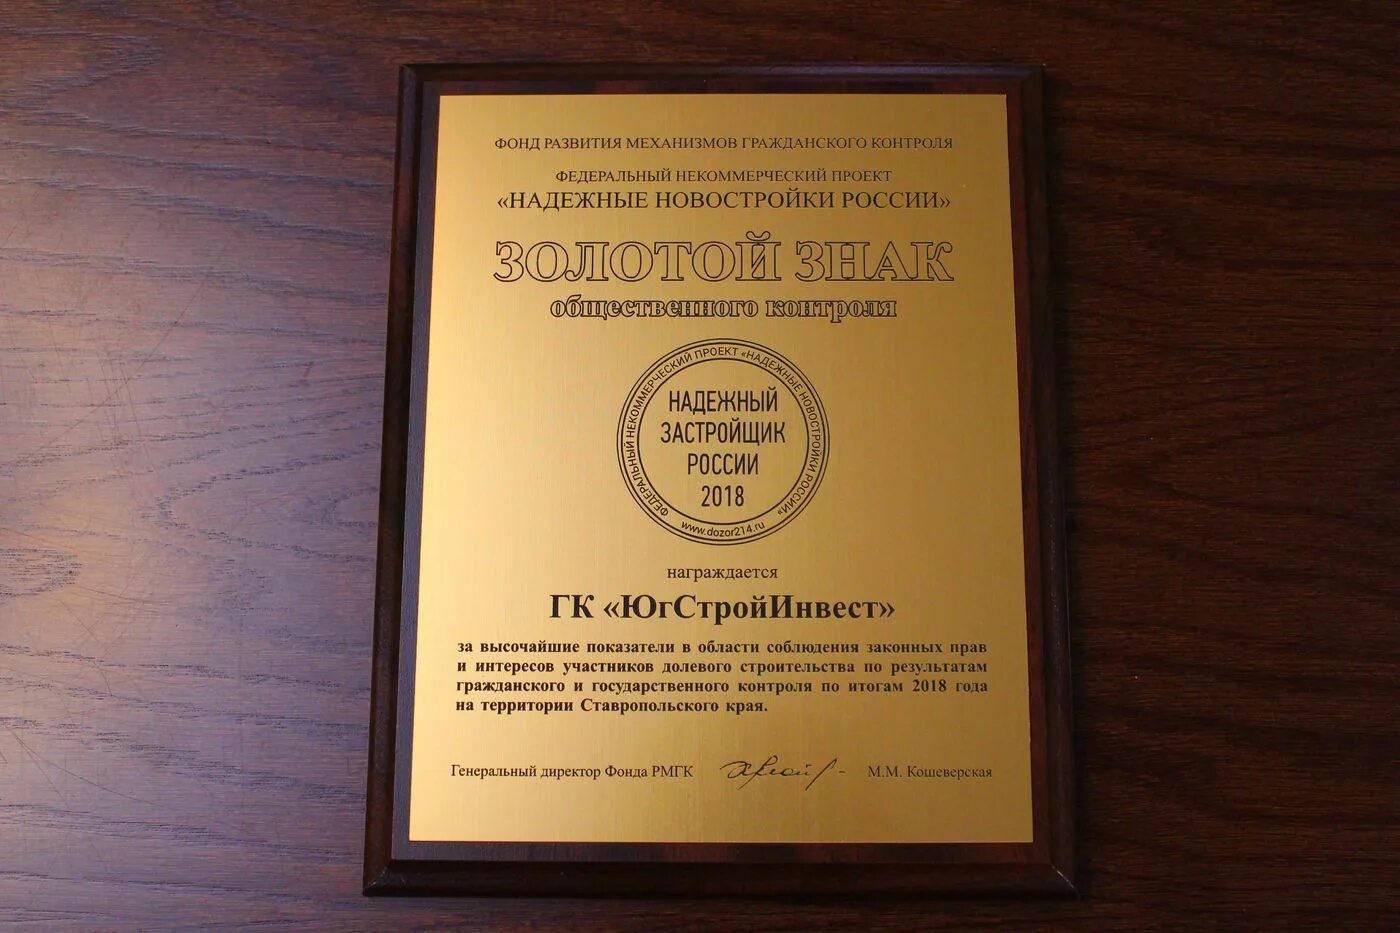 ФОНД РАЗВИТИЯ МЕХАНИЗМОВ ГРАЖДАНСКОГО КОНТРОЛЯ
ФЕДЕРАЛЬНЫЙ НЕКОММЕРЧЕСКИЙ ПРОЕКТ
«НАДЕЖНЫЕ НОВОСТРОЙКИ РОССИИ»
ЗОЛОТОЙ ЗНАК
общественного контроля
ФЕДЕРАЛЬНЫЙ НЕКОММЕРЧЕСКИЙ ПРОЕКТ «НАДЕЖНЫЕ НОВОСТРОЙКИ РОССИИ»
НАДЕЖНЫЙ
ЗАСТРОЙЩИК
РОССИИ
2018
www.dozor214.ru
награждается
ГК «ЮгСтройИнвест»
за высочайшие показатели в области соблюдения законных прав
и интересов участников долевого строительства по результатам
гражданского и государственного контроля по итогам 2018 года
на территории Ставропольского края.
Генеральный директор Фонда РМГК М.М. Кошеверская